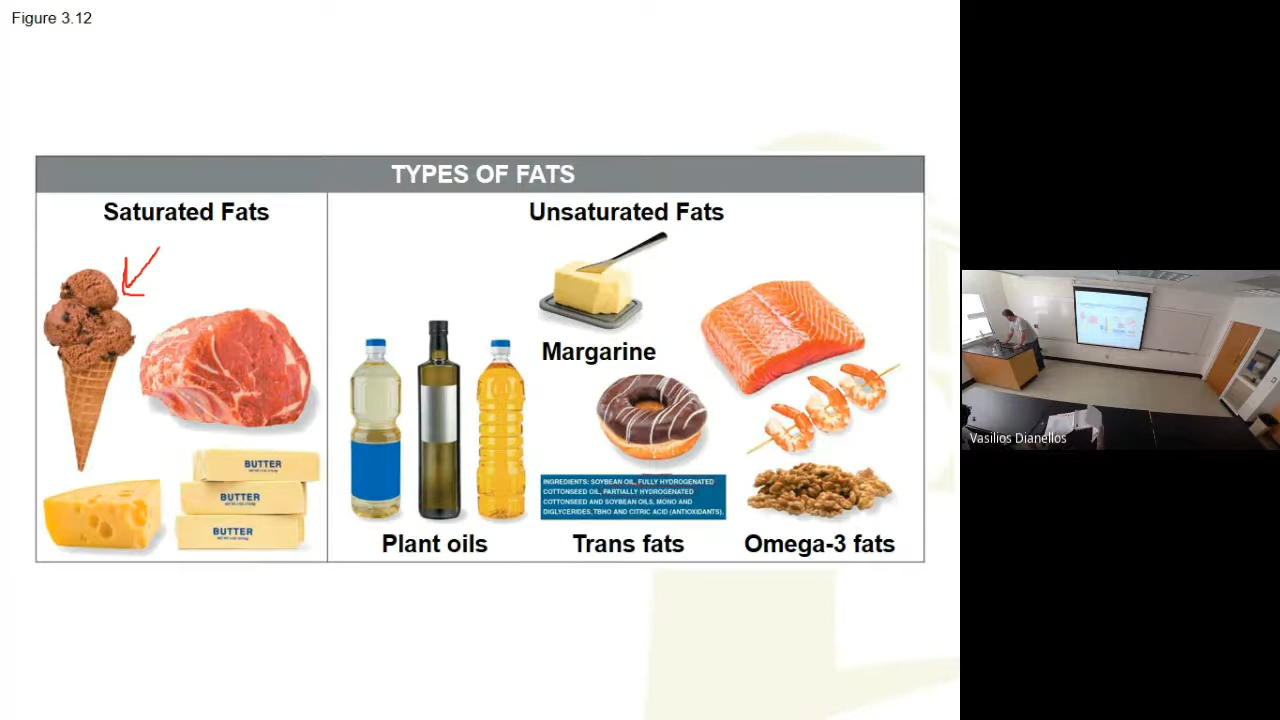 Figure 3.12
TYPES OF FATS
Saturated Fats
Unsaturated Fats
Margarine
BUTTER
BUTTER
BUTTER
INGREDIENTS: SOYBEAN OIL, FULLY HYDROGENATED
COTTONSEED OIL, PARTIALLY HYDROGENATED
COTTONSEED AND SOYBEAN OILS, MONO AND
DIGLYCERIDES, TBHO AND CITRIC ACID (ANTIOXIDANTS).
Plant oils
Trans fats
Omega-3 fats
Vasilios Dianellos